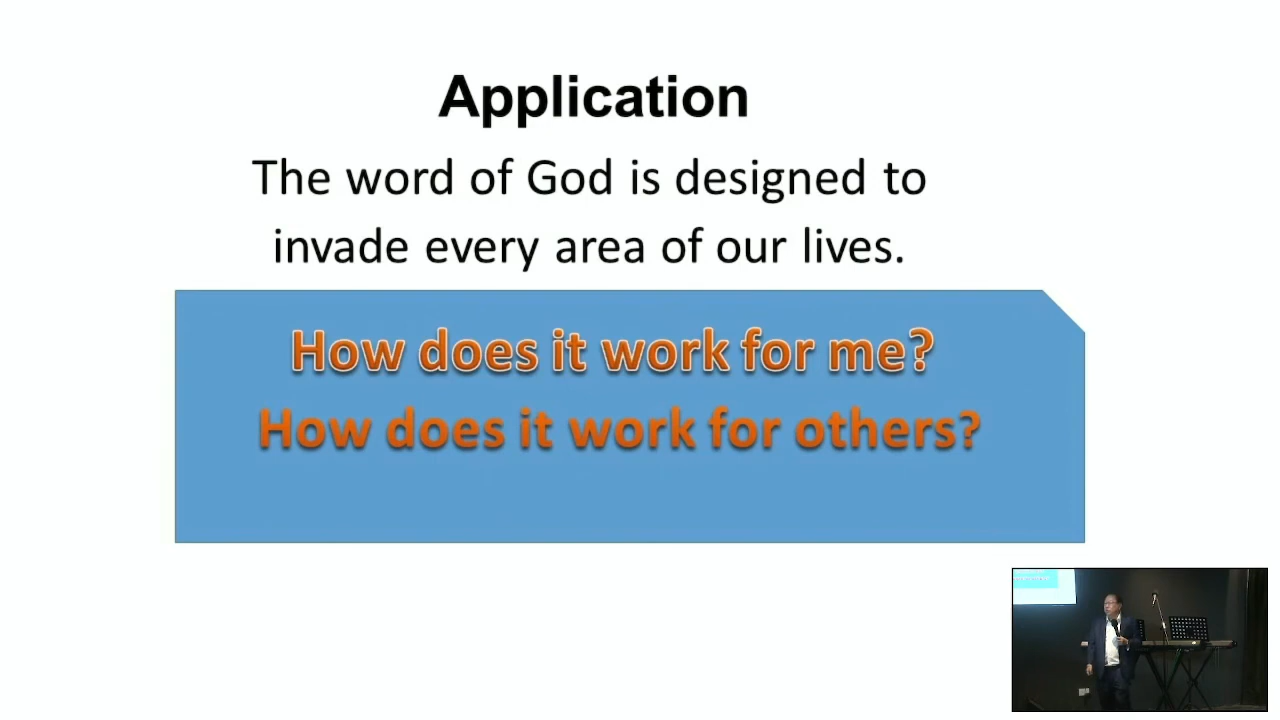 Application
The word of God is designed to
invade every area of our lives.
How does it work for me?
How does it work for others?